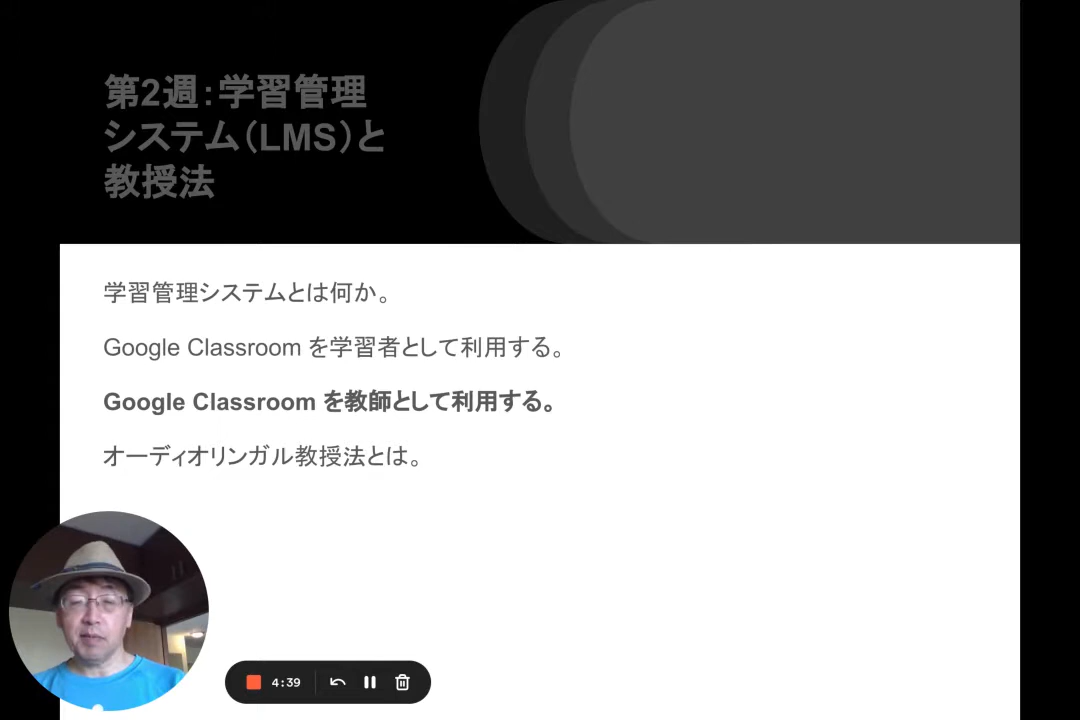 第2週：学習管理
システム（LMS）と
教授法
学習管理システムとは何か。
Google Classroom を学習者として利用する。
Google Classroom を教師として利用する。
オーディオリンガル教授法とは。
4:39